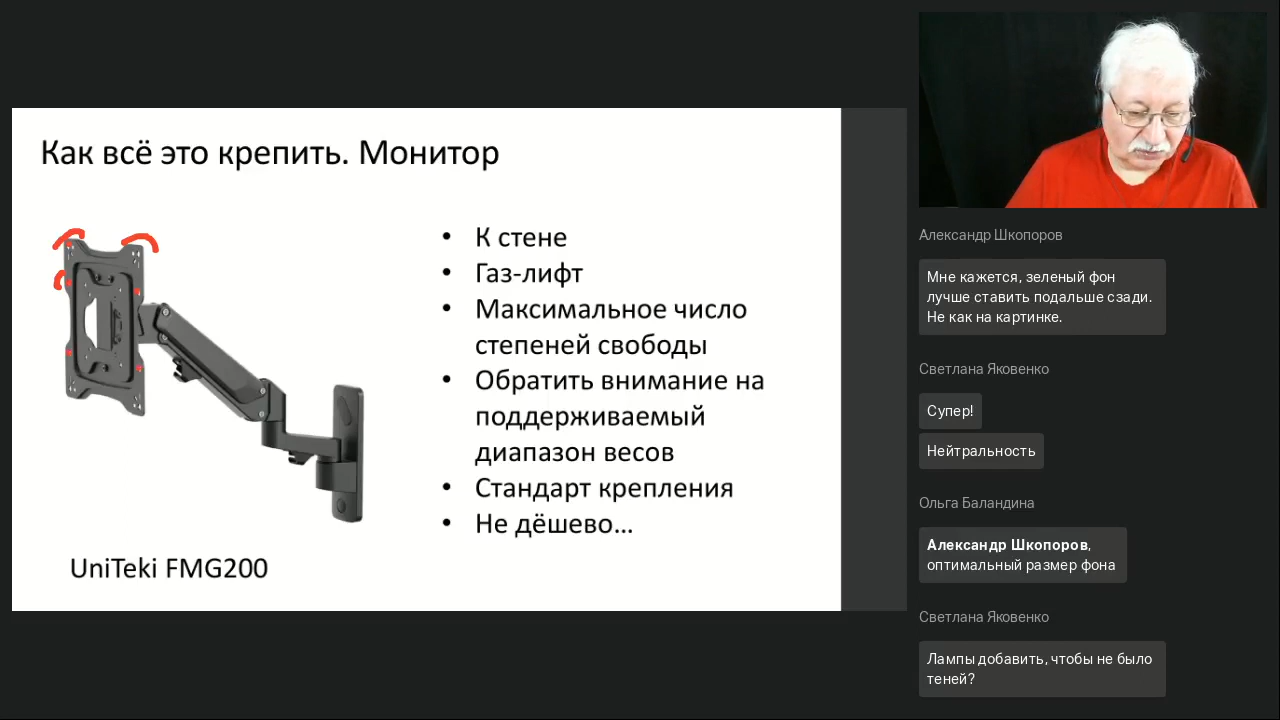 Как всё это крепить. Монитор
• К стене
• Газ-лифт
• Максимальное число
степеней свободы
• Обратить внимание на
поддерживаемый
диапазон весов
• Стандарт крепления
• Не дёшево…
UniTeki FMG200
Александр Шкопоров
Мне кажется, зеленый фон
лучше ставить подальше сзади.
Не как на картинке.
Светлана Яковенко
Супер!
Нейтральность
Ольга Баландина
Александр Шкопоров,
оптимальный размер фона
Светлана Яковенко
Лампы добавить, чтобы не было
теней?